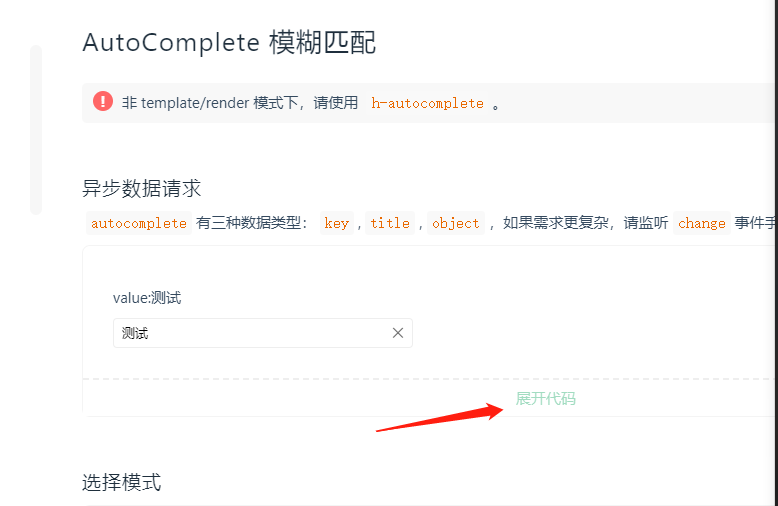 AutoComplete 模糊匹配
非 template/render 模式下，请使用 h-autocomplete 。
异步数据请求
autocomplete 有三种数据类型： key , title , object ，如果需求更复杂，请监听 change 事件手
value:测试
测试
展开代码
选择模式